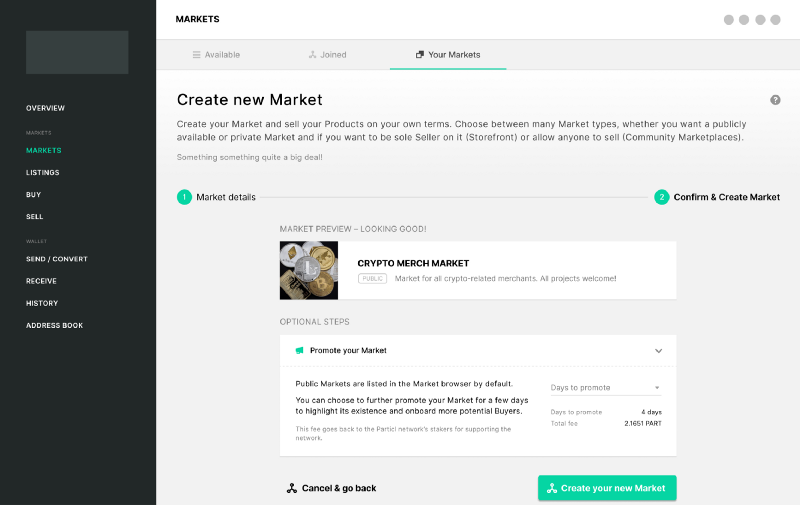 MARKETS
Available
Joined
Your Markets
OVERVIEW
MARKETS
MARKETS
LISTINGS
BUY
SELL
WALLET
SEND / CONVERT
RECEIVE
HISTORY
ADDRESS BOOK
Create new Market
?
Create your Market and sell your Products on your own terms. Choose between many Market types, whether you want a publicly
available or private Market and if you want to be sole Seller on it (Storefront) or allow anyone to sell (Community Marketplaces).
Something something quite a big deal!
1 Market details
2 Confirm & Create Market
MARKET PREVIEW – LOOKING GOOD!
CRYPTO MERCH MARKET
PUBLIC Market for all crypto-related merchants. All projects welcome!
OPTIONAL STEPS
Promote your Market
Public Markets are listed in the Market browser by default.
You can choose to further promote your Market for a few days
to highlight its existence and onboard more potential Buyers.
This fee goes back to the Particl network's stakers for supporting the
network.
Days to promote
Days to promote 4 days
Total fee 2.1651 PART
Cancel & go back
Create your new Market